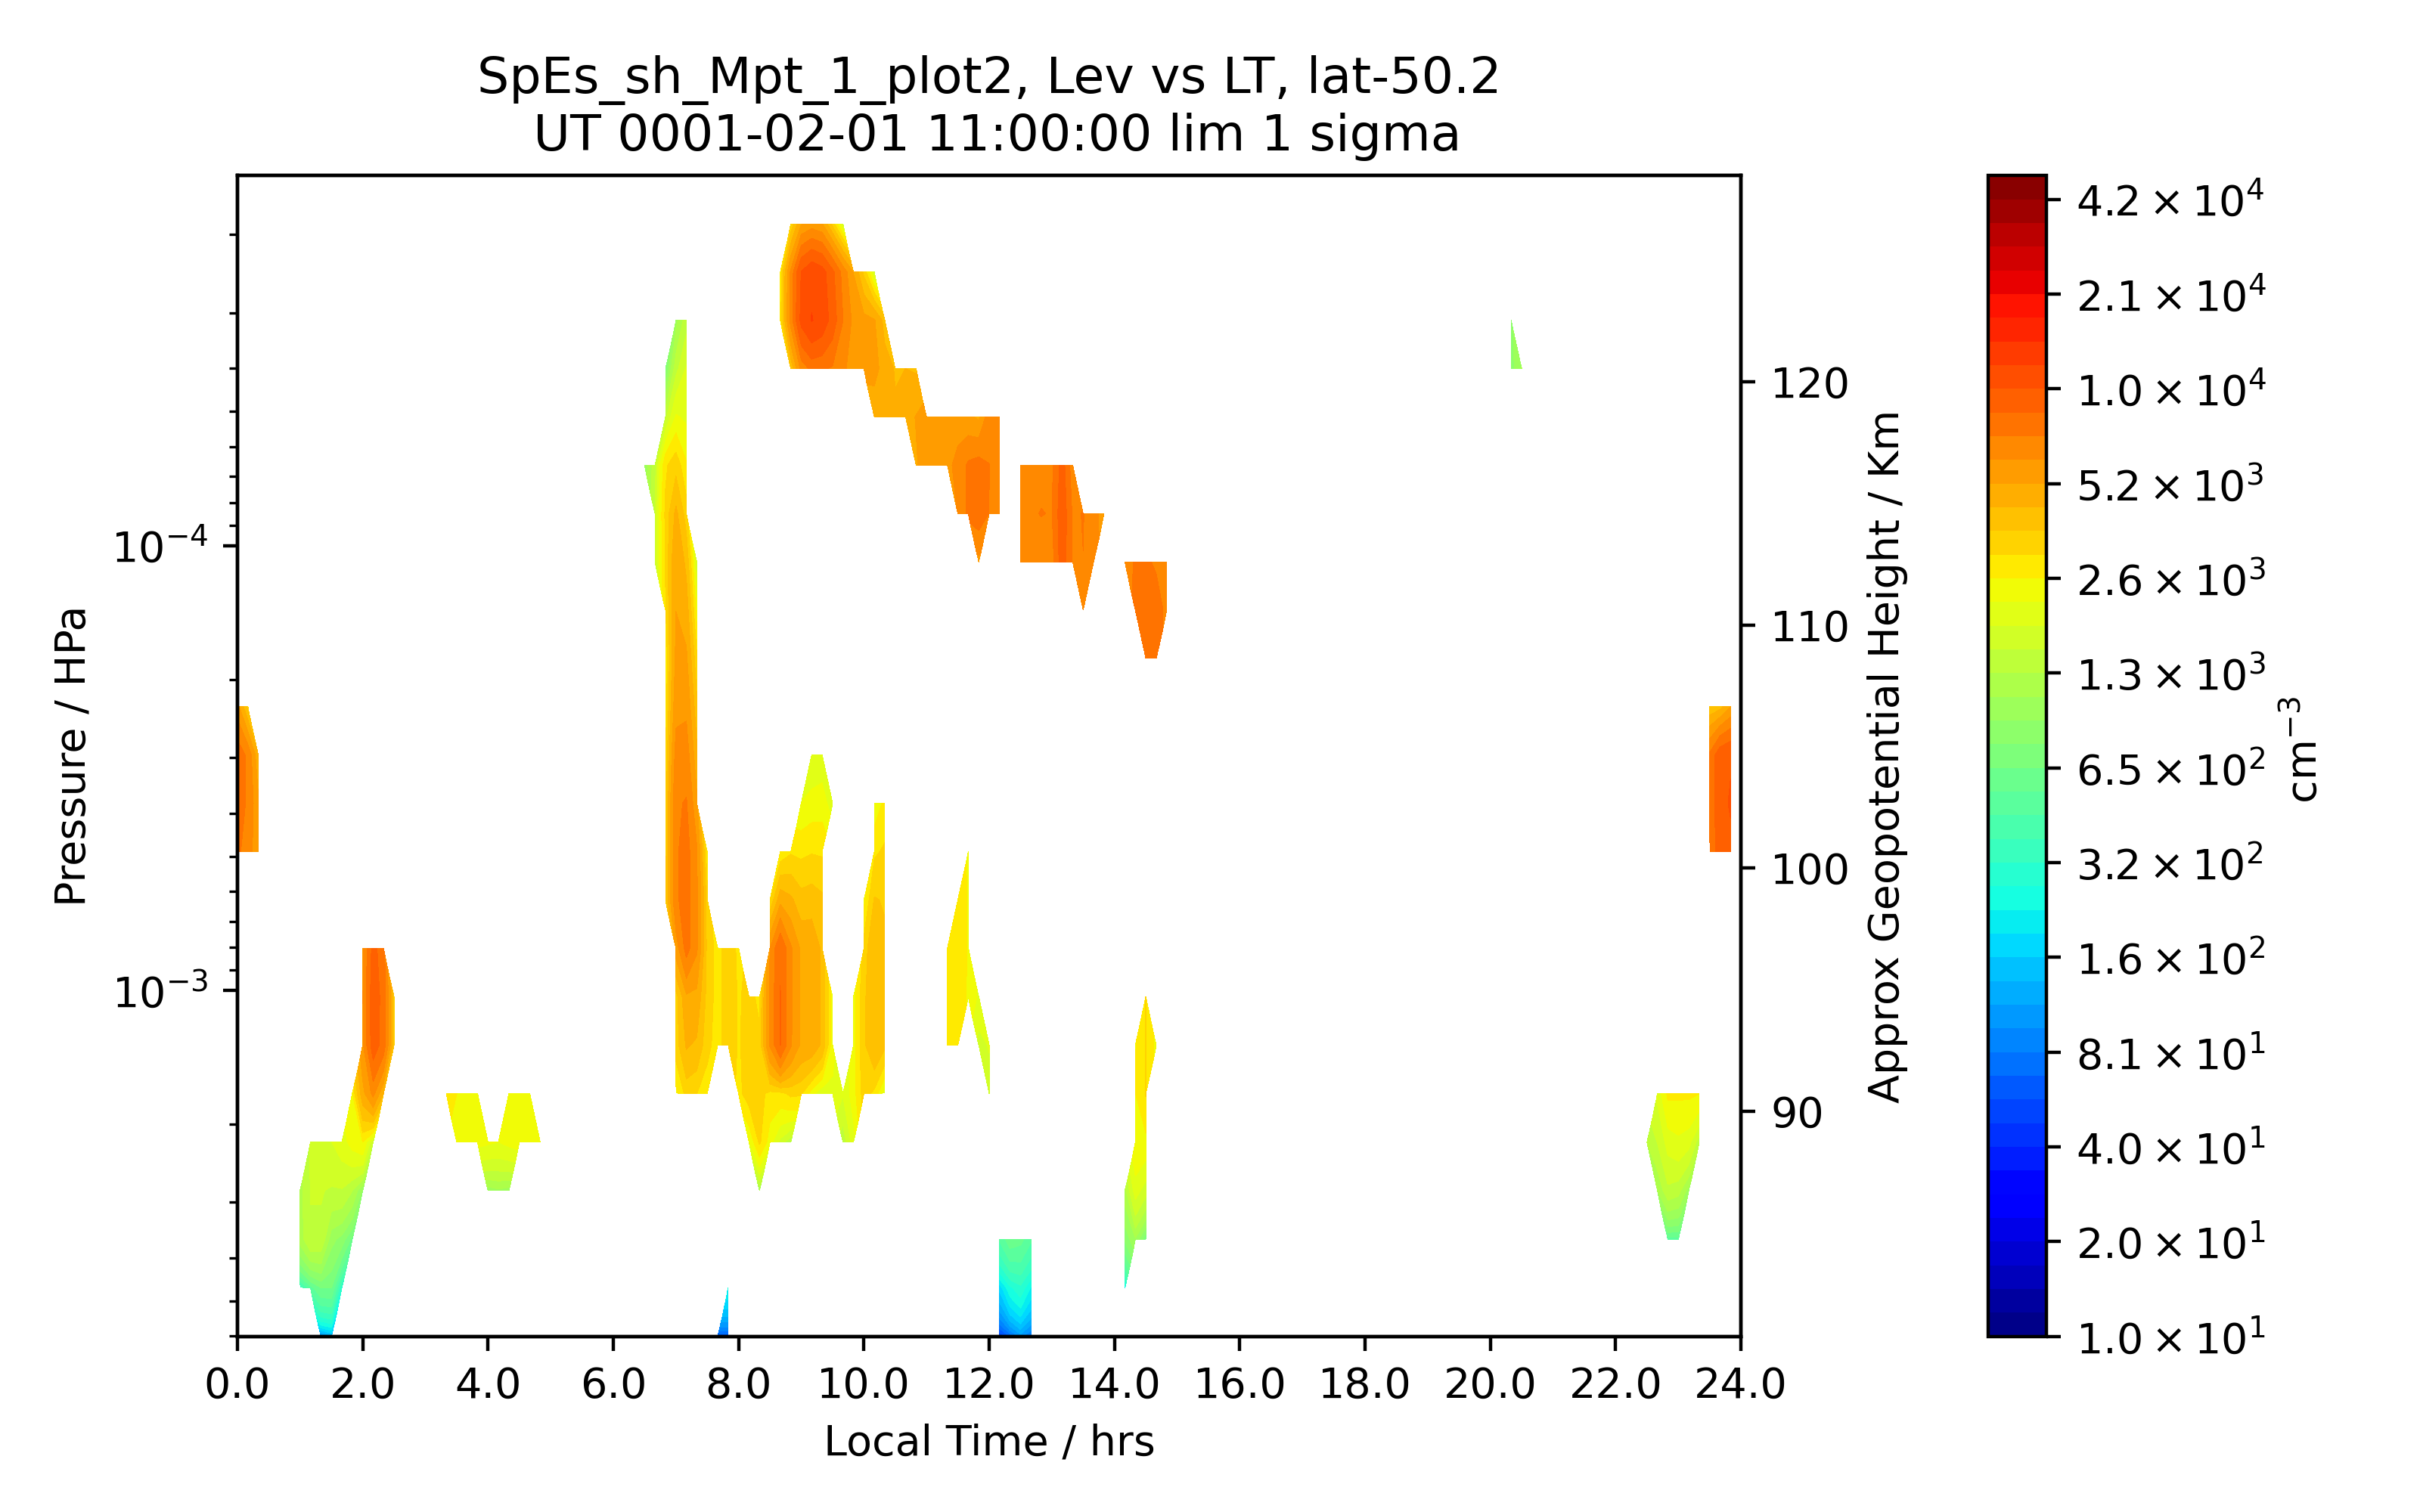 SpEs_sh_Mpt_1_plot2, Lev vs LT, lat-50.2
UT 0001-02-01 11:00:00 lim 1 sigma
Pressure / HPa
10⁻⁴
10⁻³
0.0 2.0 4.0 6.0 8.0 10.0 12.0 14.0 16.0 18.0 20.0 22.0 24.0
Local Time / hrs
120
110
100
90
Approx Geopotential Height / Km
4.2 × 10⁴
2.1 × 10⁴
1.0 × 10⁴
5.2 × 10³
2.6 × 10³
1.3 × 10³
6.5 × 10²
3.2 × 10²
1.6 × 10²
8.1 × 10¹
4.0 × 10¹
2.0 × 10¹
1.0 × 10¹
cm⁻³